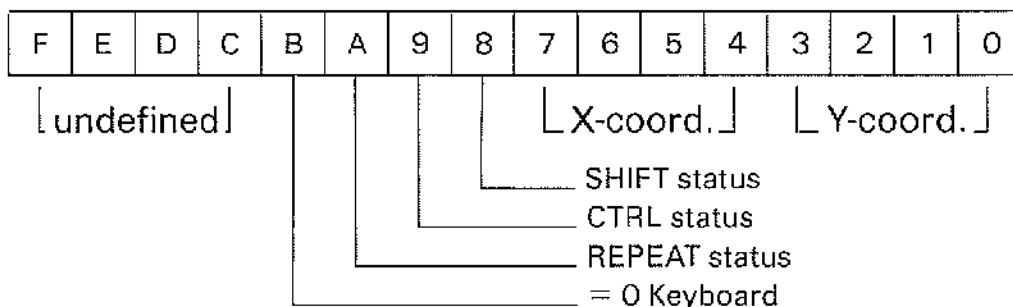 F E D C B A 9 8 7 6 5 4 3 2 1 0
undefined X-coord. Y-coord.
SHIFT status
CTRL status
REPEAT status
= 0 Keyboard